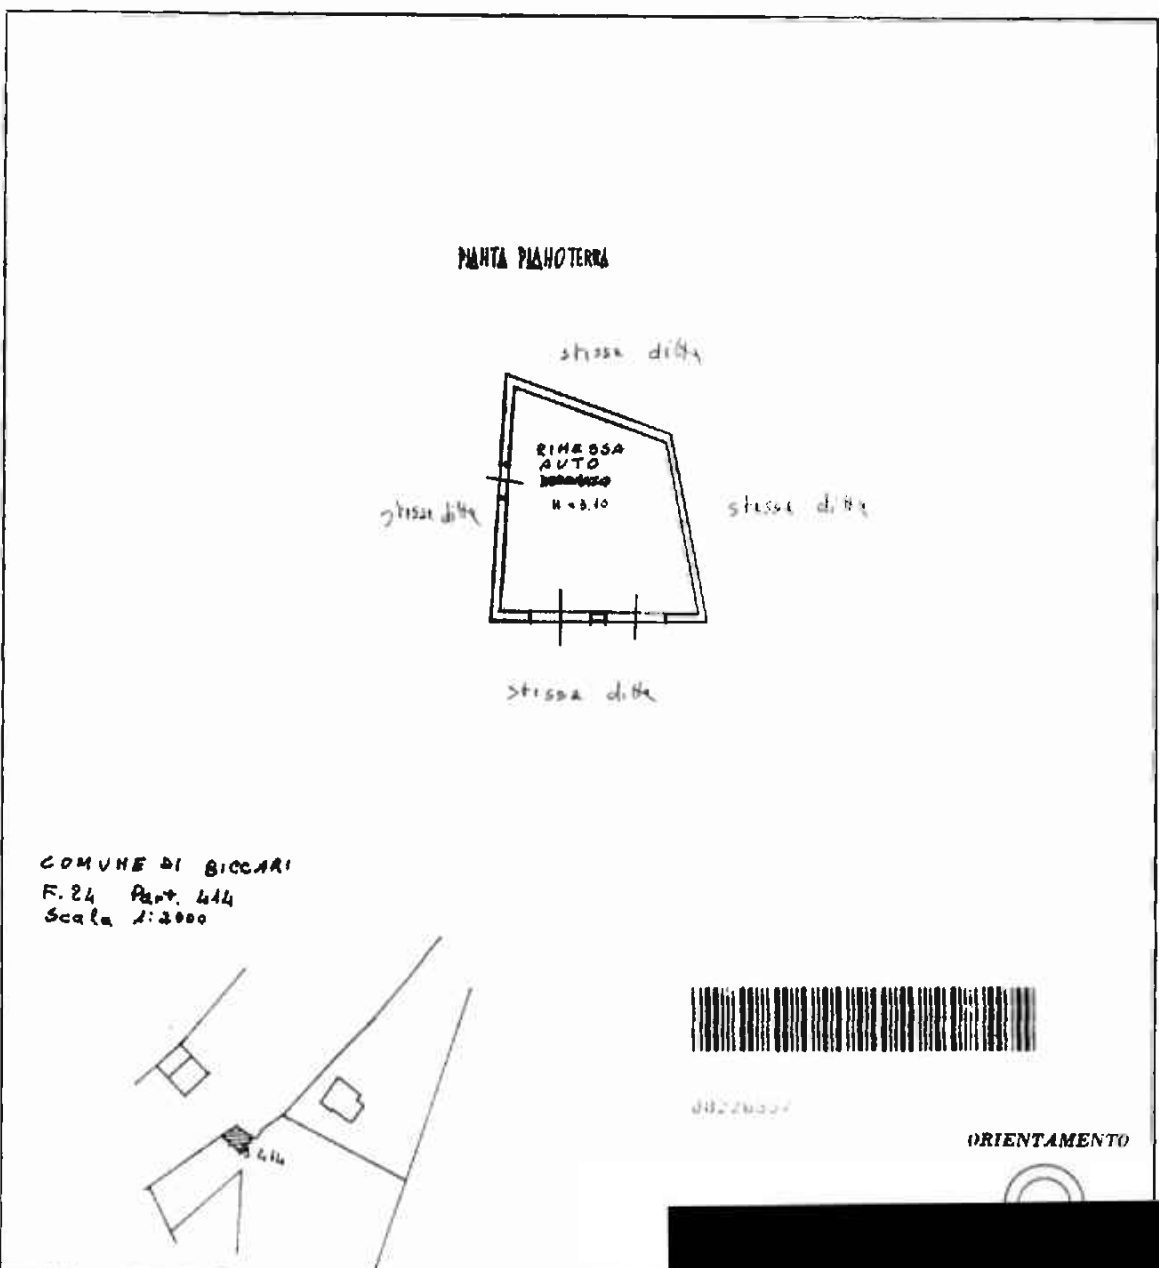 PIANTA PIANOTERRA
stessa ditta
RIMESSA
AUTO
H = 3.10
stessa ditta
stessa ditta
stessa ditta
COMUNE DI BICCARI
F. 24 Part. 414
Scala 1:2000
414
ORIENTAMENTO